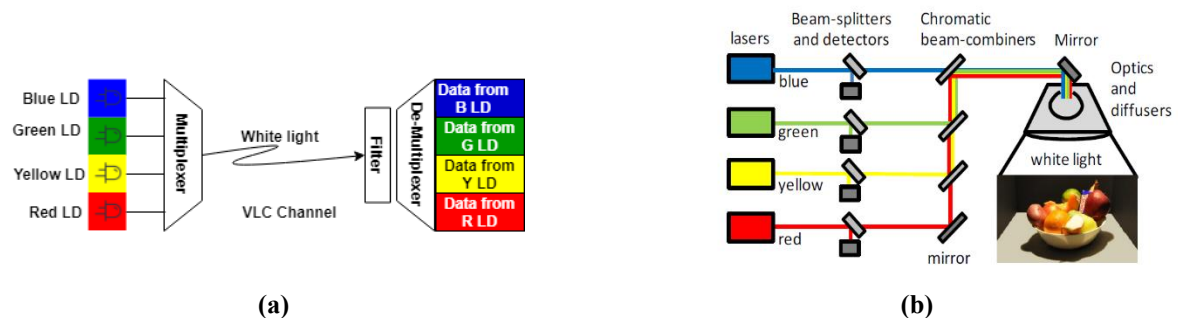 Blue LD
Green LD
Yellow LD
Red LD
Multiplexer
White light
VLC Channel
Filter
De-Multiplexer
Data from
B LD
Data from
G LD
Data from
Y LD
Data from
R LD
(a)
lasers
Beam-splitters
and detectors
Chromatic
beam-combiners
Mirror
Optics
and
diffusers
blue
green
yellow
red
mirror
white light
(b)